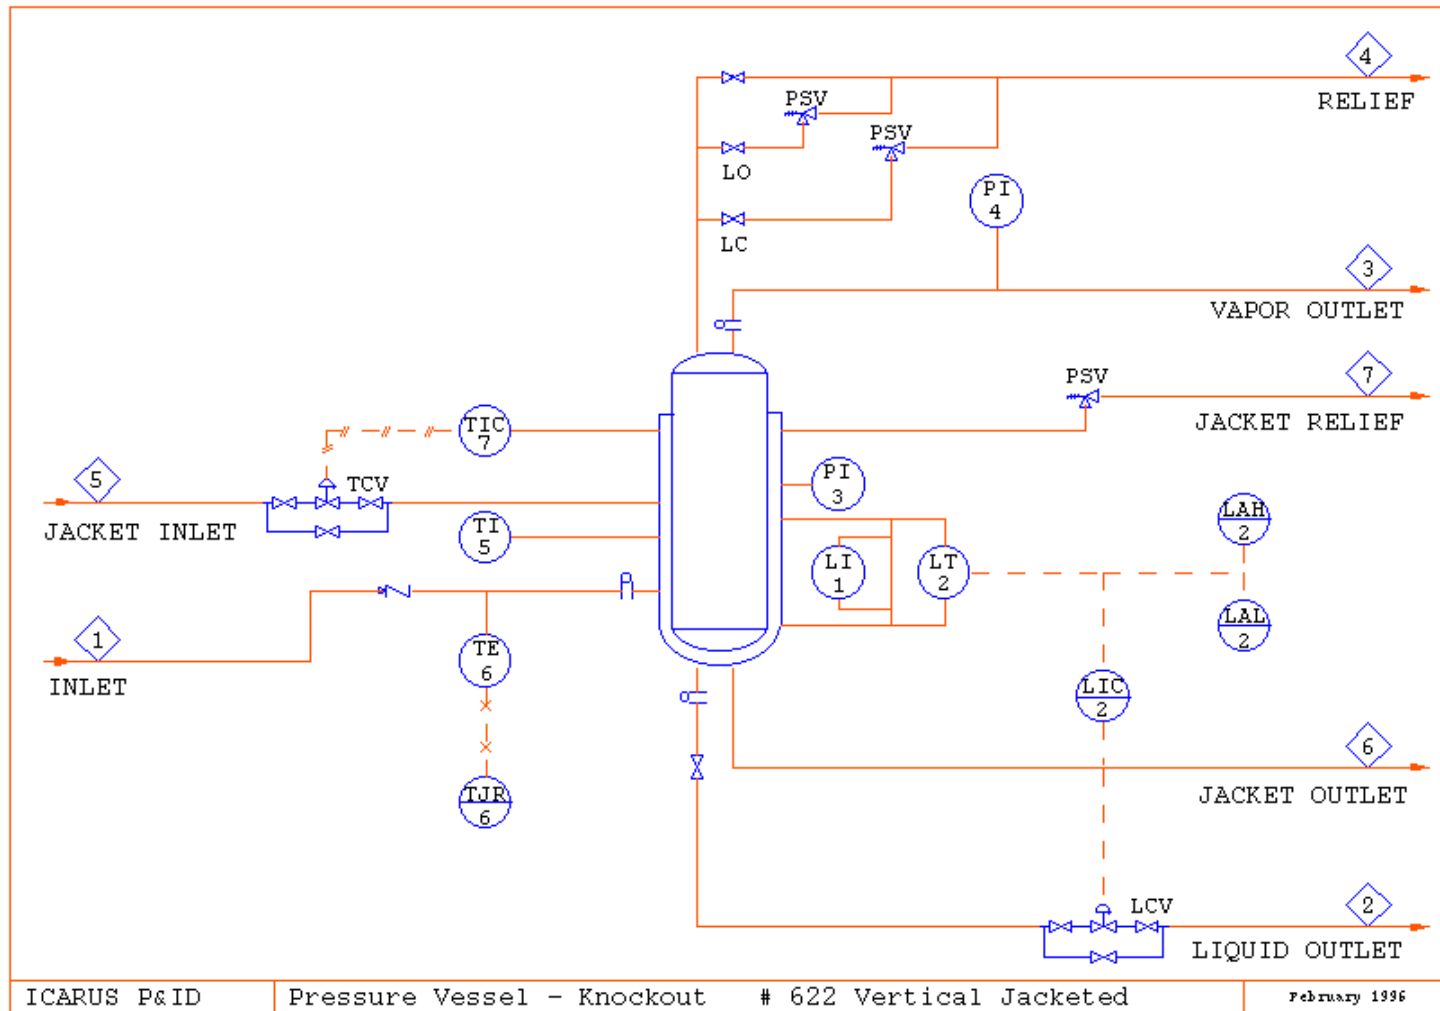 4
RELIEF
PSV
PSV
LO
LC
PI
4
3
VAPOR OUTLET
PSV
7
JACKET RELIEF
TIC
7
5
TCV
JACKET INLET
TI
5
PI
3
LI
1
LT
2
LAH
2
LAL
2
1
INLET
TE
6
LIC
2
6
JACKET OUTLET
TJR
6
LCV
2
LIQUID OUTLET
ICARUS P&ID
Pressure Vessel - Knockout # 622 Vertical Jacketed
February 1996